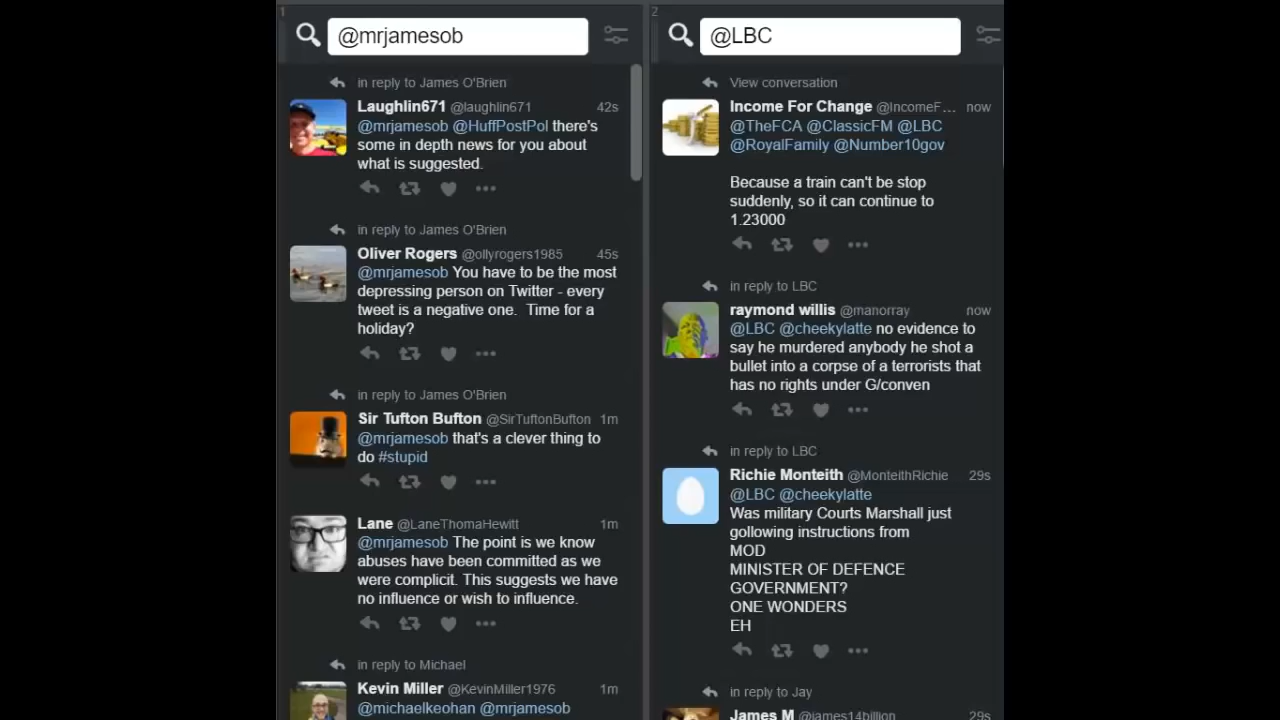 1
@mrjamesob
in reply to James O'Brien
Laughlin671 @laughlin671 42s
@mrjamesob @HuffPostPol there's
some in depth news for you about
what is suggested.
in reply to James O'Brien
Oliver Rogers @ollyrogers1985 45s
@mrjamesob You have to be the most
depressing person on Twitter - every
tweet is a negative one. Time for a
holiday?
in reply to James O'Brien
Sir Tufton Bufton @SirTuftonBufton 1m
@mrjamesob that's a clever thing to
do #stupid
Lane @LaneThomaHewitt 1m
@mrjamesob The point is we know
abuses have been committed as we
were complicit. This suggests we have
no influence or wish to influence.
in reply to Michael
Kevin Miller @KevinMiller1976 1m
@michaelkeohan @mrjamesob
2
@LBC
View conversation
Income For Change @IncomeF... now
@TheFCA @ClassicFM @LBC
@RoyalFamily @Number10gov
Because a train can't be stop
suddenly, so it can continue to
1.23000
in reply to LBC
raymond willis @manorray now
@LBC @cheekylatte no evidence to
say he murdered anybody he shot a
bullet into a corpse of a terrorists that
has no rights under G/conven
in reply to LBC
Richie Monteith @MonteithRichie 29s
@LBC @cheekylatte
Was military Courts Marshall just
gollowing instructions from
MOD
MINISTER OF DEFENCE
GOVERNMENT?
ONE WONDERS
EH
in reply to Jay
James M @james14billion 29s